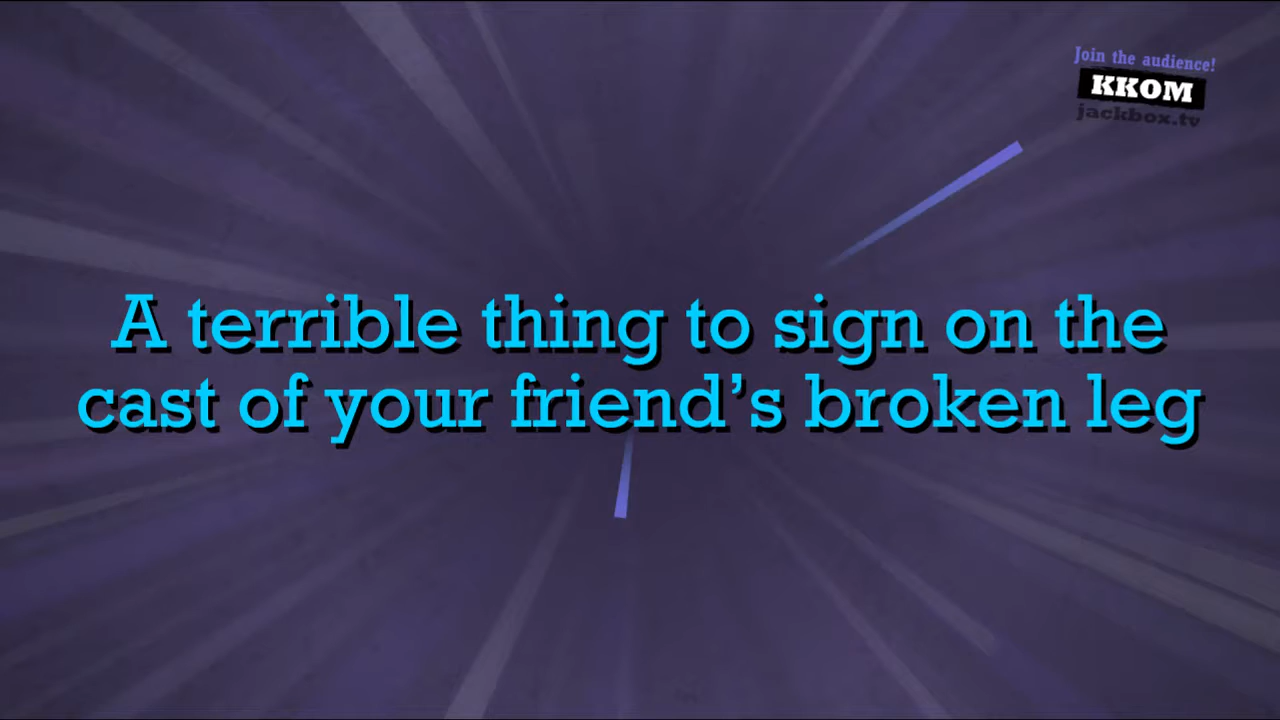 Join the audience!
KKOM
jackbox.tv
A terrible thing to sign on the
cast of your friend’s broken leg